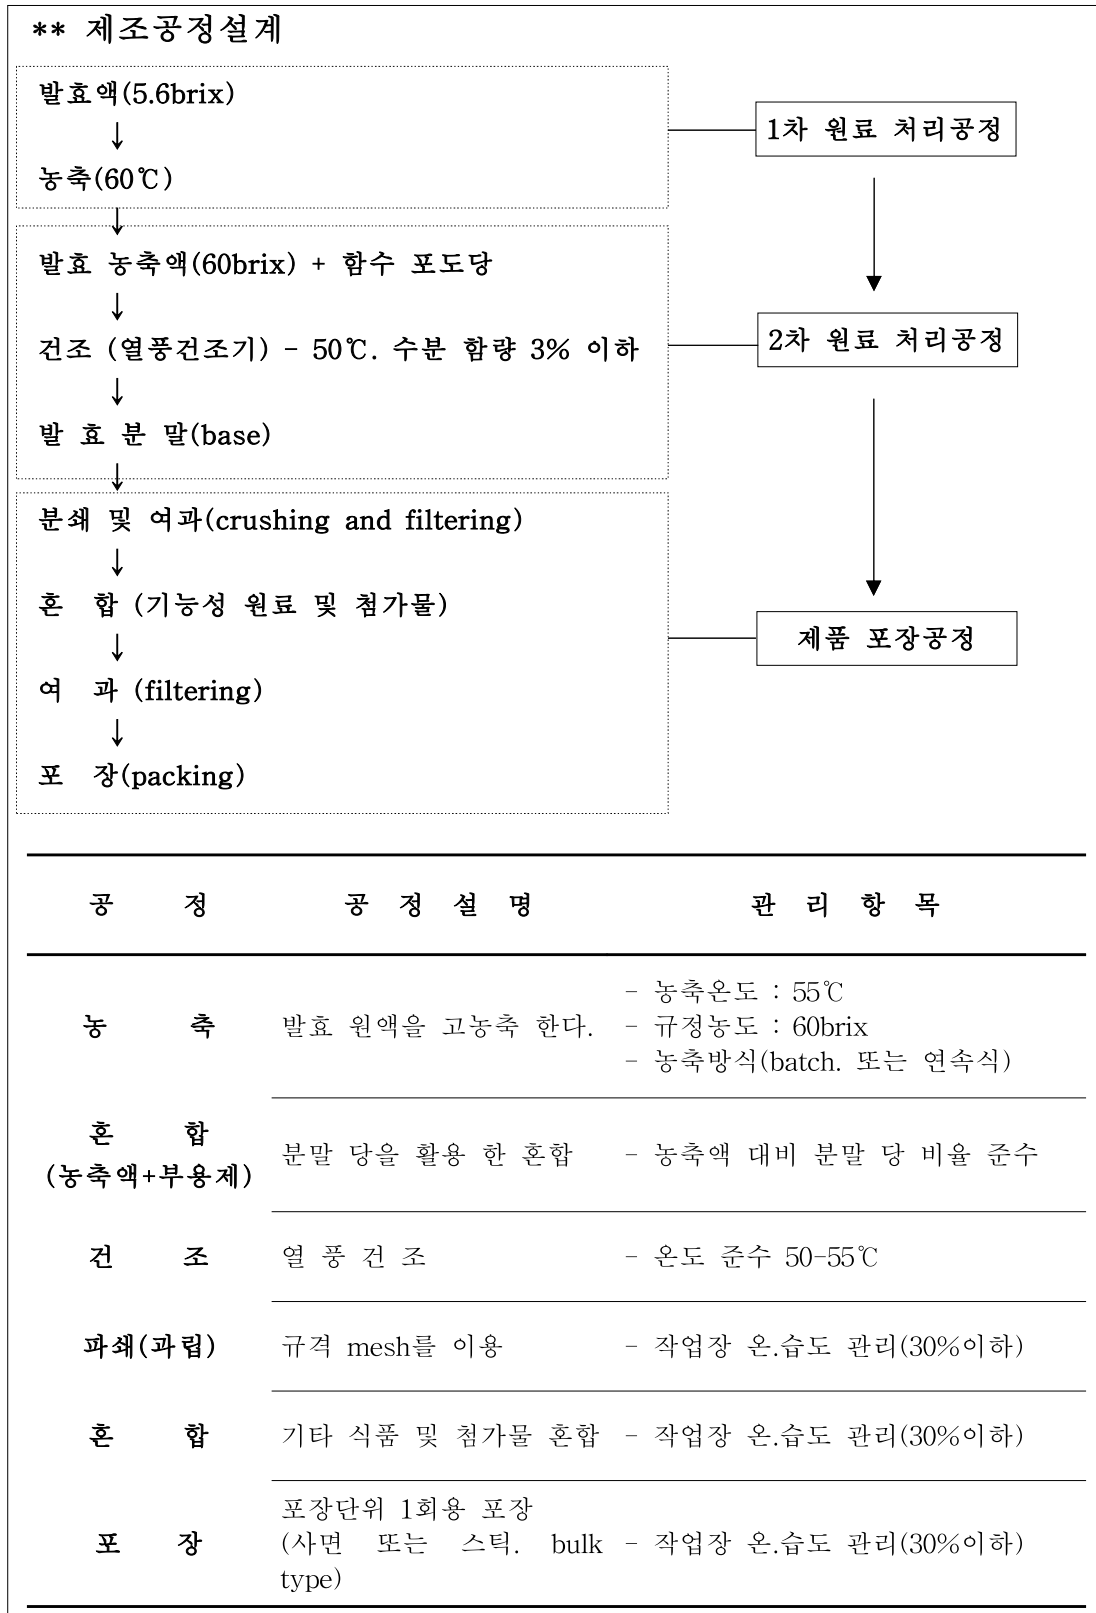 ** 제조공정설계
발효액(5.6brix)
↓
농축(60℃)
↓
발효 농축액(60brix) + 함수 포도당
↓
건조 (열풍건조기) - 50℃. 수분 함량 3% 이하
↓
발 효 분 말(base)
↓
분쇄 및 여과(crushing and filtering)
↓
혼 합 (기능성 원료 및 첨가물)
↓
여 과 (filtering)
↓
포 장(packing)
1차 원료 처리공정
2차 원료 처리공정
제품 포장공정
공 정 공 정 설 명 관 리 항 목
농 축 발효 원액을 고농축 한다.
- 농축온도 : 55℃
- 규정농도 : 60brix
- 농축방식(batch. 또는 연속식)
혼 합
(농축액+부용제)
분말 당을 활용 한 혼합 - 농축액 대비 분말 당 비율 준수
건 조 열 풍 건 조 - 온도 준수 50-55℃
파쇄(과립) 규격 mesh를 이용 - 작업장 온.습도 관리(30%이하)
혼 합 기타 식품 및 첨가물 혼합 - 작업장 온.습도 관리(30%이하)
포 장
포장단위 1회용 포장
(사면 또는 스틱. bulk
type)
- 작업장 온.습도 관리(30%이하)